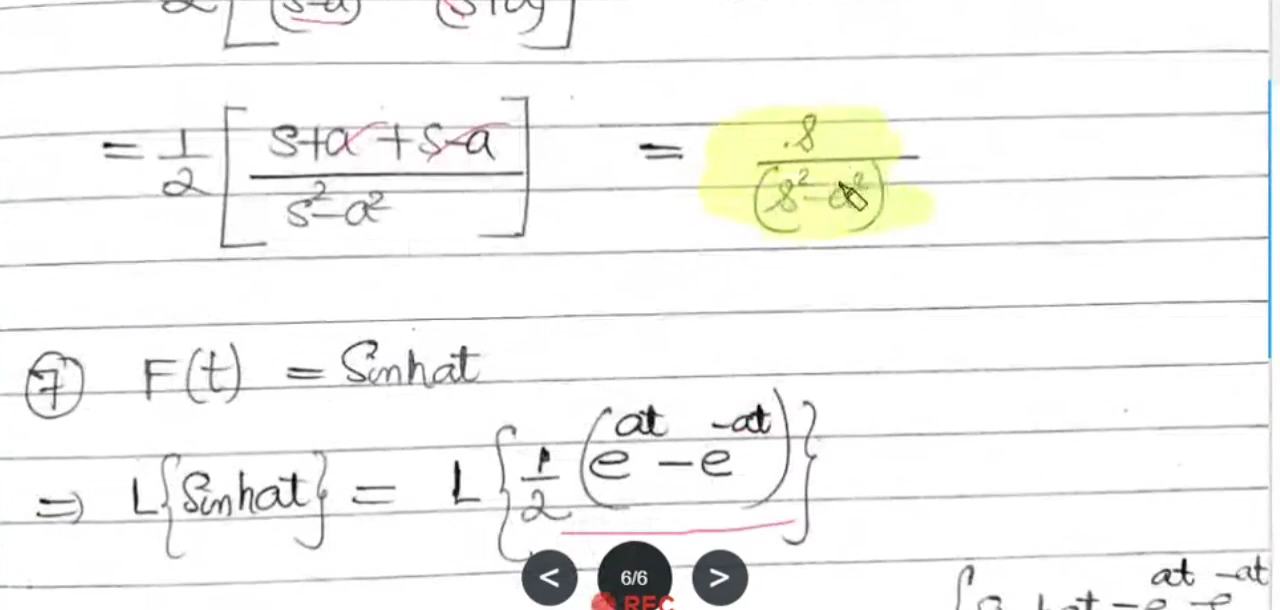 = 1/2 [ (s+a + s-a) / (s²-a²) ] = s / (s²-a²)
⑦ F(t) = Sinhat
⇒ L{Sinhat} = L{ 1/2 (e^at - e^-at) }
< 6/6 >
REC